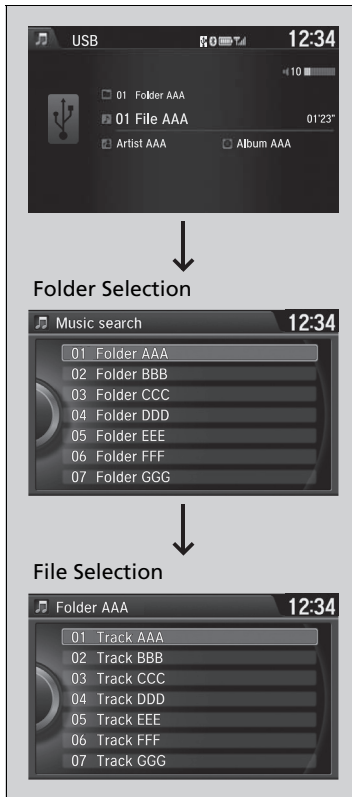 USB 12:34
10
01 Folder AAA
01 File AAA 01'23"
Artist AAA Album AAA
Folder Selection
Music search 12:34
01 Folder AAA
02 Folder BBB
03 Folder CCC
04 Folder DDD
05 Folder EEE
06 Folder FFF
07 Folder GGG
File Selection
Folder AAA 12:34
01 Track AAA
02 Track BBB
03 Track CCC
04 Track DDD
05 Track EEE
06 Track FFF
07 Track GGG